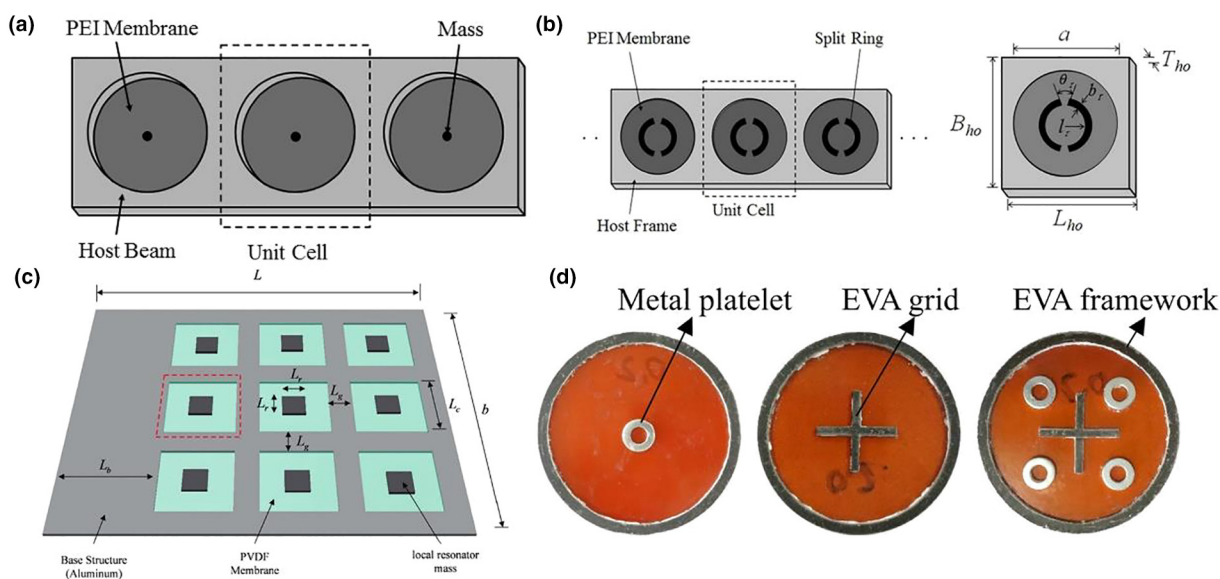 (a)
PEI Membrane
Mass
Host Beam
Unit Cell
(b)
PEI Membrane
Split Ring
Unit Cell
Host Frame
a
T_ho
B_ho
θ_r
b_r
l_r
L_ho
(c)
L
L_r
L_r
L_g
L_c
b
L_g
L_b
Base Structure
(Aluminum)
PVDF
Membrane
local resonator
mass
(d)
Metal platelet
EVA grid
EVA framework